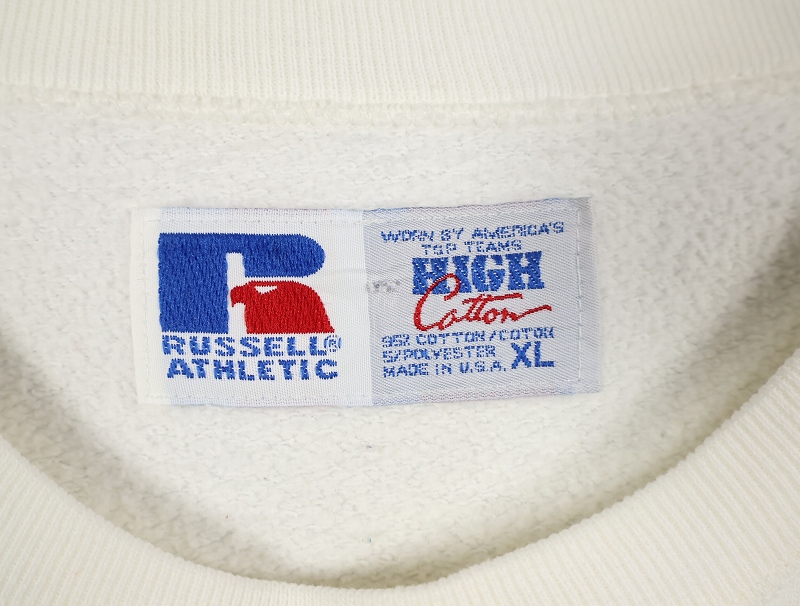 RUSSELL®
ATHLETIC
WORN BY AMERICA'S
TOP TEAMS
HIGH
Cotton
95% COTTON/COTON
5/POLYESTER XL
MADE IN U.S.A.